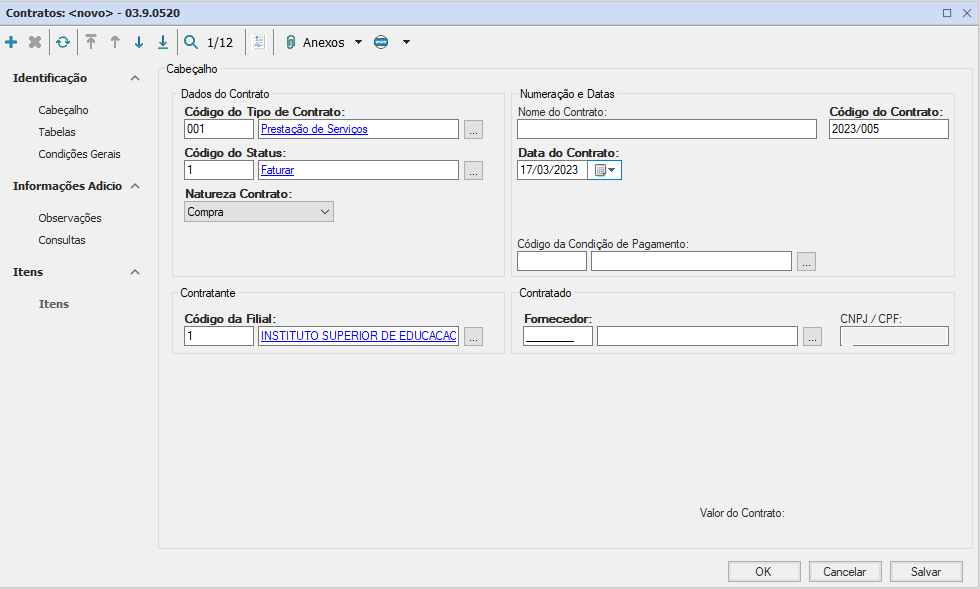 Contratos: <novo> - 03.9.0520
1/12 Anexos
Identificação
Cabeçalho
Tabelas
Condições Gerais
Informações Adicio
Observações
Consultas
Itens
Itens
Cabeçalho
Dados do Contrato
Código do Tipo de Contrato:
001 Prestação de Serviços ...
Código do Status:
1 Faturar ...
Natureza Contrato:
Compra
Numeração e Datas
Nome do Contrato: Código do Contrato:
2023/005
Data do Contrato:
17/03/2023
Código da Condição de Pagamento:
...
Contratante
Código da Filial:
1 INSTITUTO SUPERIOR DE EDUCACAC ...
Contratado
Fornecedor: CNPJ / CPF:
...
Valor do Contrato:
OK Cancelar Salvar